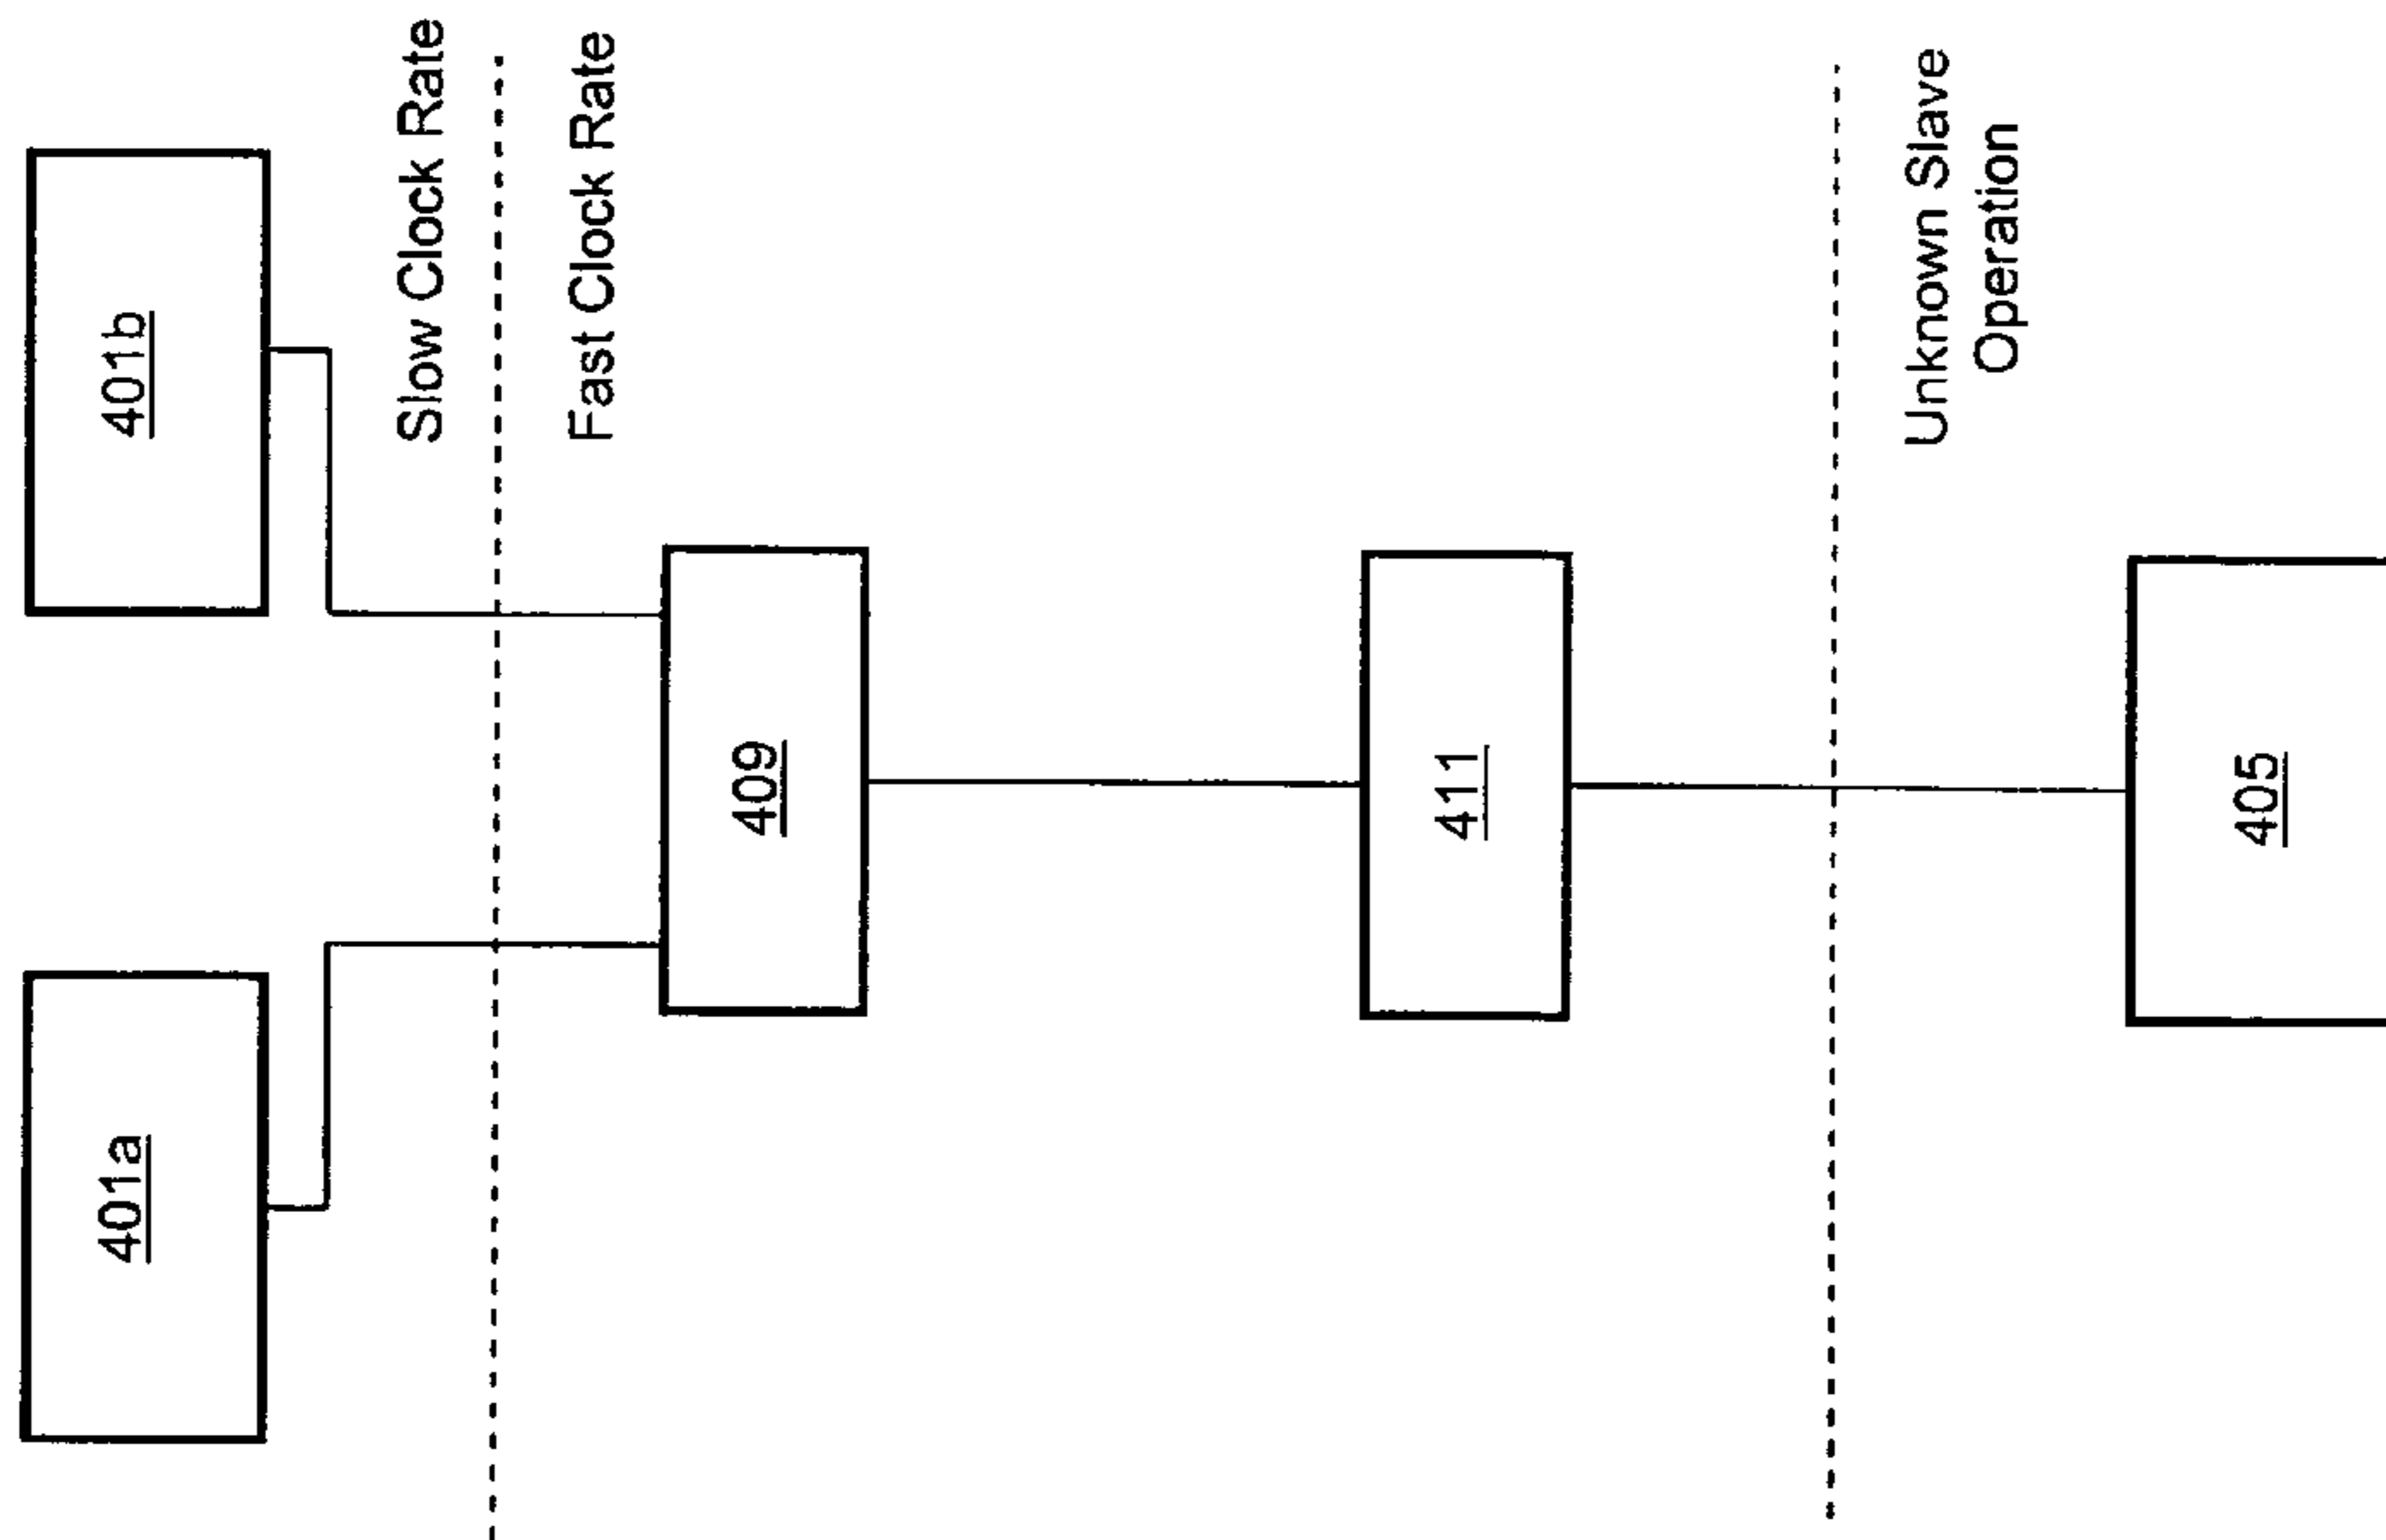 401a
401b
Slow Clock Rate
Fast Clock Rate
409
411
Unknown Slave
Operation
405